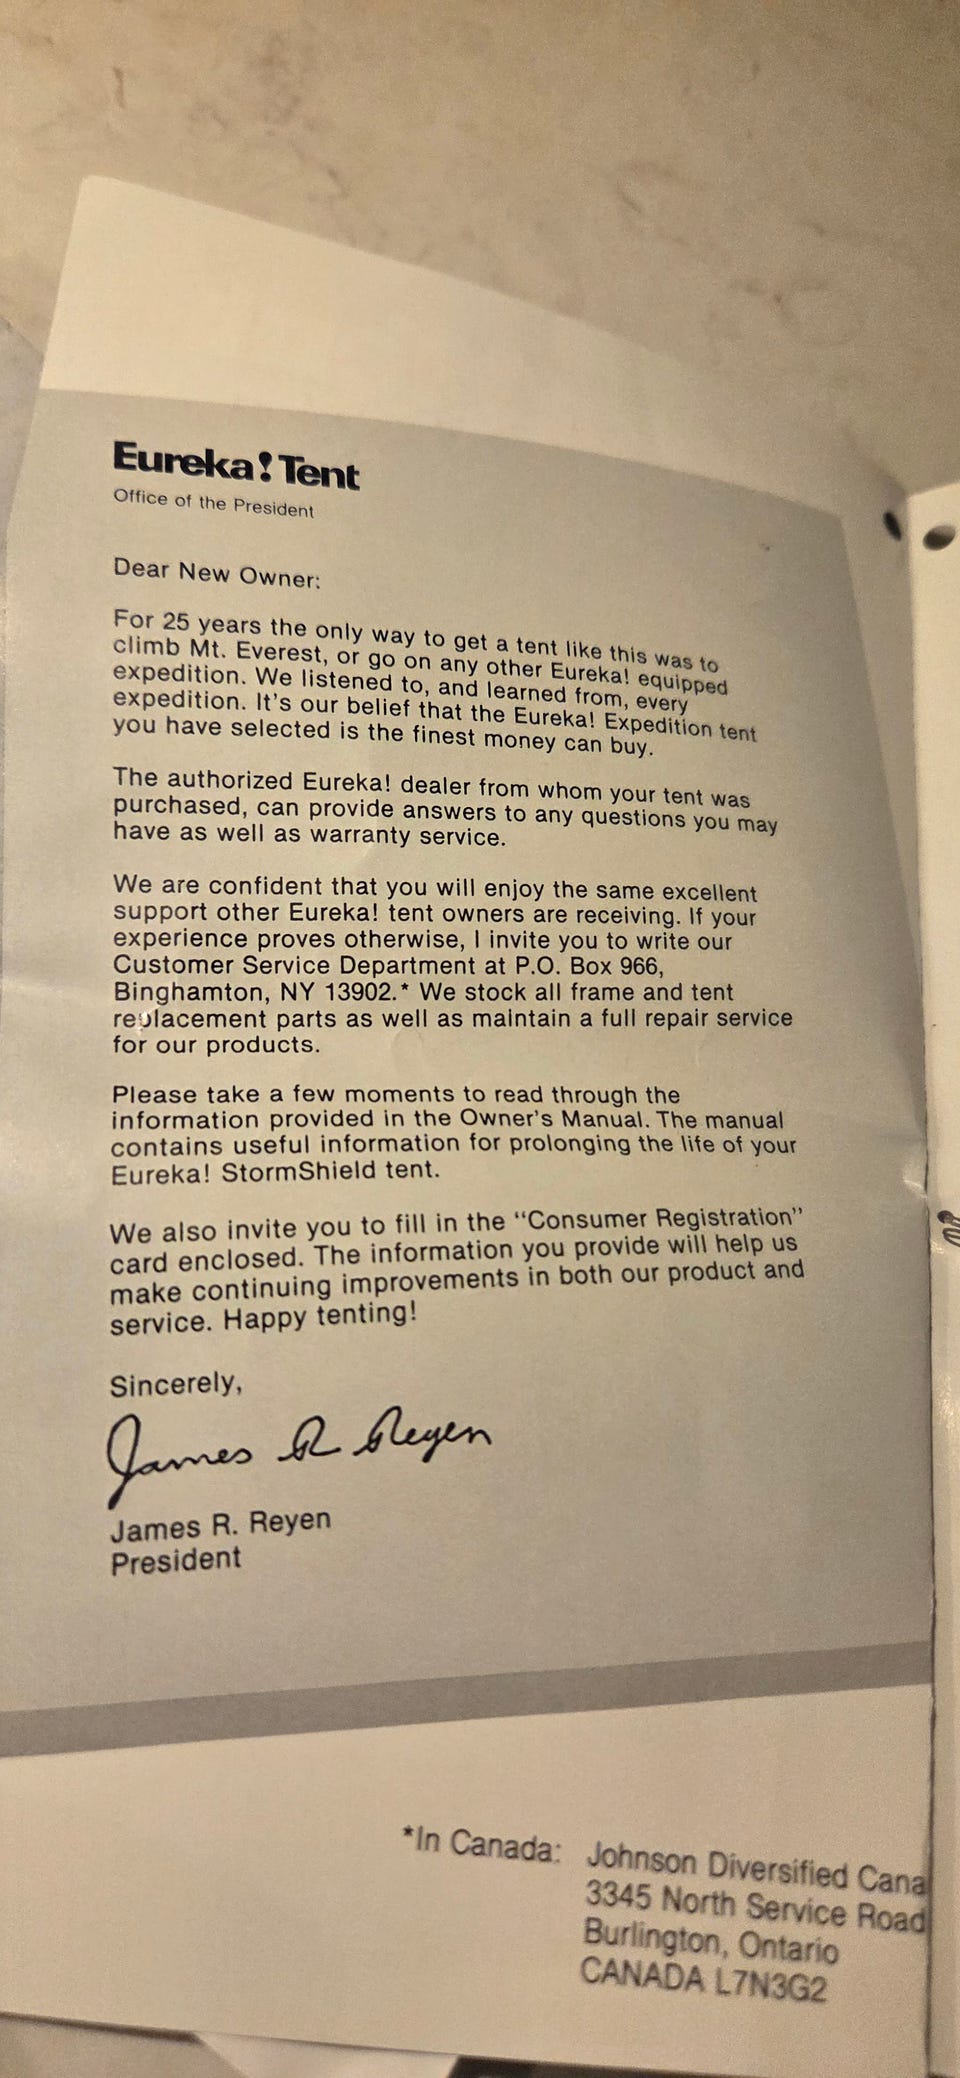 Eureka! Tent
Office of the President
Dear New Owner:
For 25 years the only way to get a tent like this was to
climb Mt. Everest, or go on any other Eureka! equipped
expedition. We listened to, and learned from, every
expedition. It's our belief that the Eureka! Expedition tent
you have selected is the finest money can buy.
The authorized Eureka! dealer from whom your tent was
purchased, can provide answers to any questions you may
have as well as warranty service.
We are confident that you will enjoy the same excellent
support other Eureka! tent owners are receiving. If your
experience proves otherwise, I invite you to write our
Customer Service Department at P.O. Box 966,
Binghamton, NY 13902.* We stock all frame and tent
replacement parts as well as maintain a full repair service
for our products.
Please take a few moments to read through the
information provided in the Owner's Manual. The manual
contains useful information for prolonging the life of your
Eureka! StormShield tent.
We also invite you to fill in the "Consumer Registration"
card enclosed. The information you provide will help us
make continuing improvements in both our product and
service. Happy tenting!
Sincerely,
James R Reyen
James R. Reyen
President
*In Canada: Johnson Diversified Cana
3345 North Service Road
Burlington, Ontario
CANADA L7N3G2